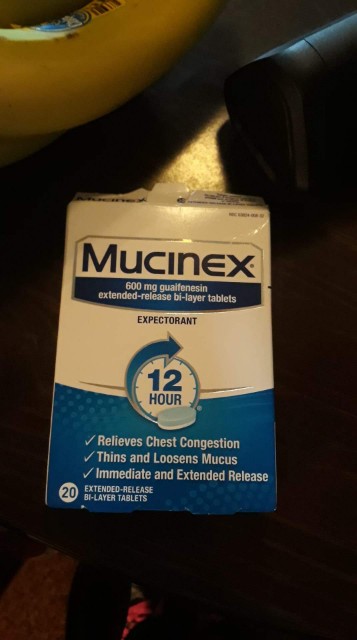 Mucinex
Mucinex®
600 mg guaifenesin
extended-release bi-layer tablets
EXPECTORANT
12
HOUR
✓ Relieves Chest Congestion
✓ Thins and Loosens Mucus
✓ Immediate and Extended Release
20 EXTENDED-RELEASE
BI-LAYER TABLETS